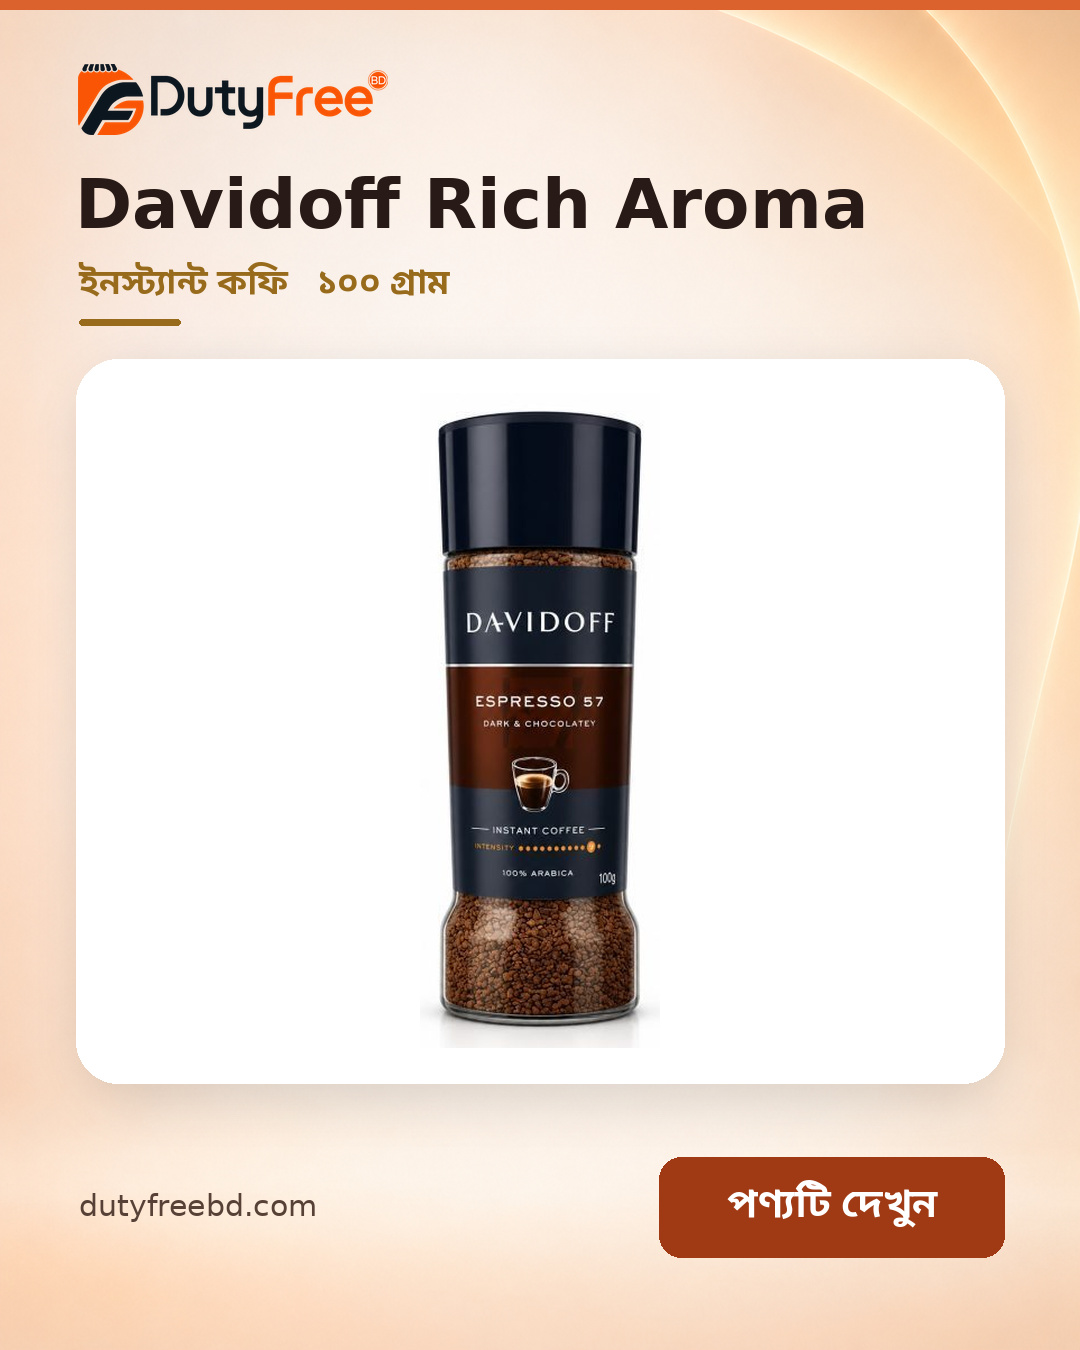 DutyFree BD
Davidoff Rich Aroma
ইনস্ট্যান্ট কফি ১০০ গ্রাম
DAVIDOFF
ESPRESSO 57
DARK & CHOCOLATEY
INSTANT COFFEE
INTENSITY
100% ARABICA
100g
dutyfreebd.com
পণ্যটি দেখুন